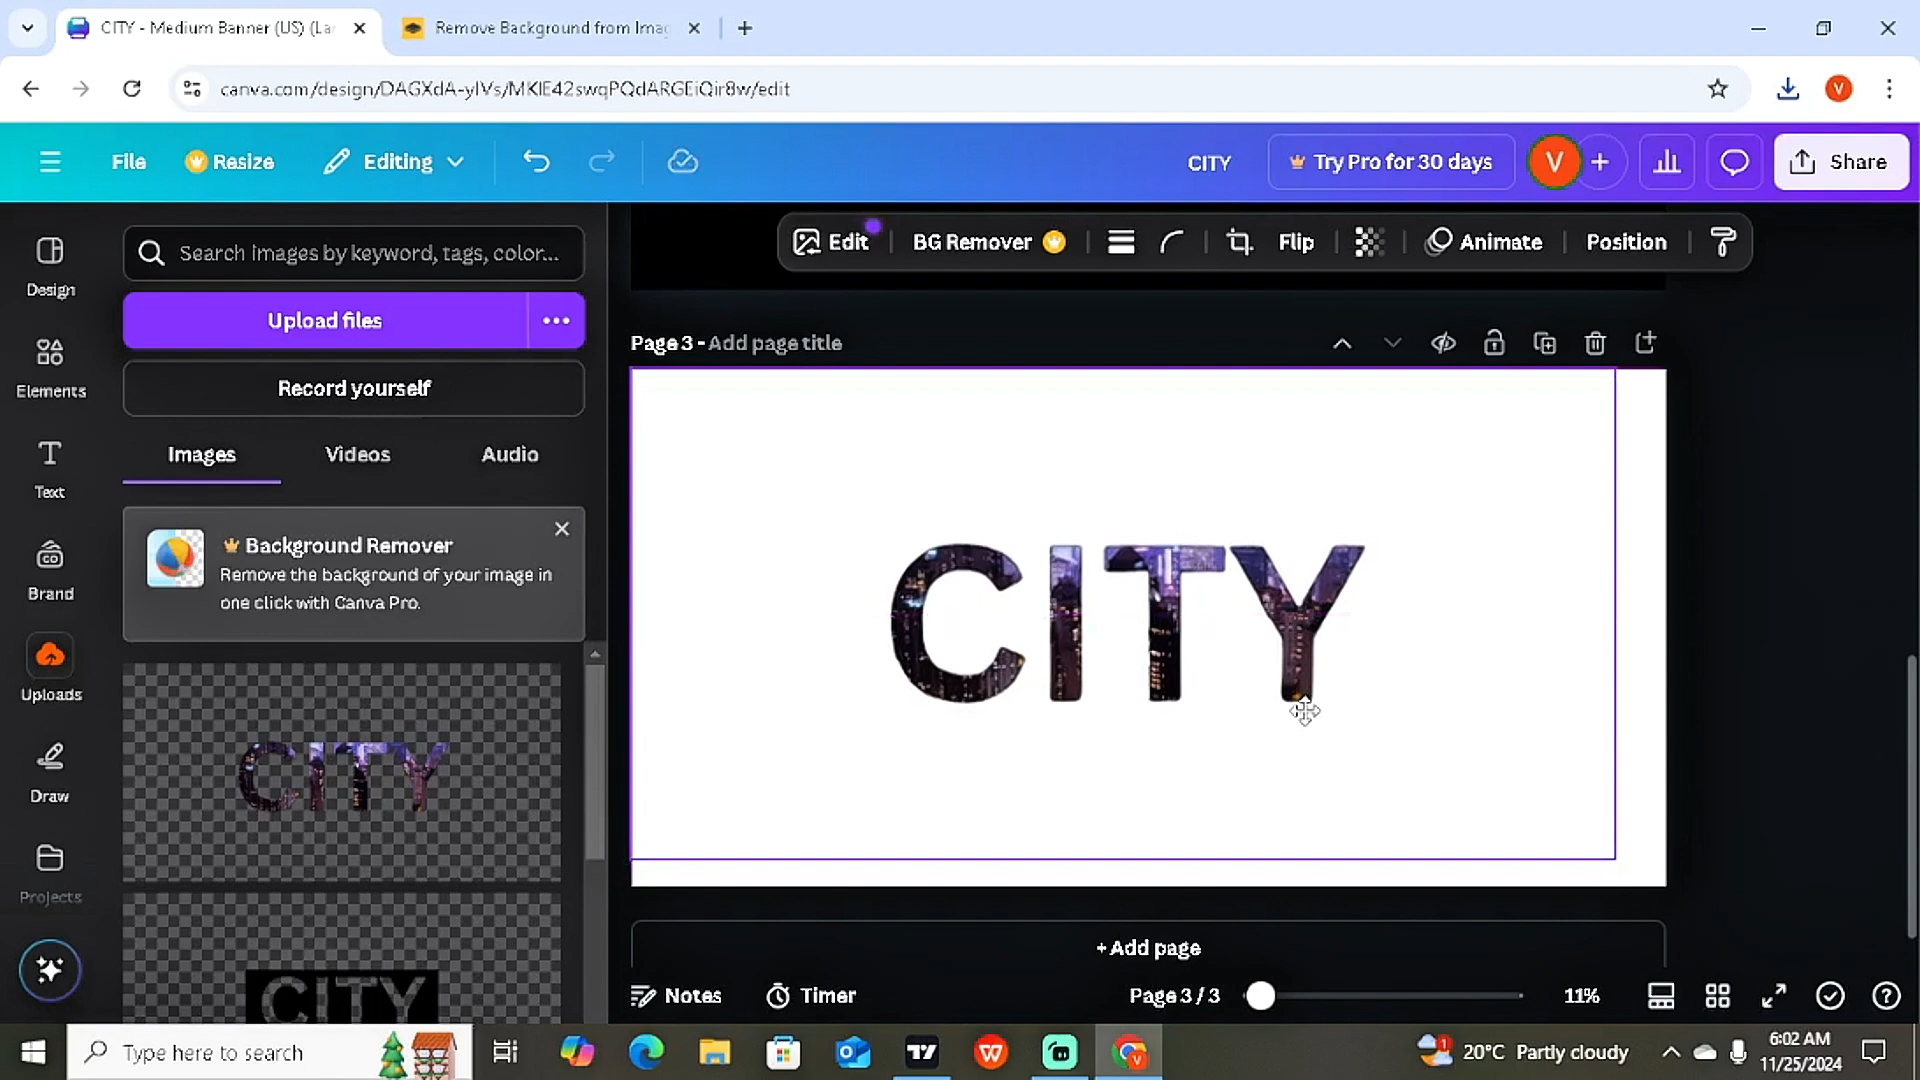 CITY - Medium Banner (US) (La
Remove Background from Ima
canva.com/design/DAGXdA-yIVs/MKIE42swqPQdARGEiQir8w/edit
V
File
Resize
Editing
CITY
Try Pro for 30 days
V
Share
Search images by keyword, tags, color...
Edit
BG Remover
Flip
Animate
Position
Design
Upload files
Page 3 - Add page title
Elements
Record yourself
Images
Videos
Audio
Text
Background Remover
Remove the background of your image in
one click with Canva Pro.
CO
Brand
CITY
Uploads
CITY
Draw
Projects
CITY
+ Add page
Notes
Timer
Page 3 / 3
11%
Type here to search
1
20°C Partly cloudy
6:02 AM
11/25/2024